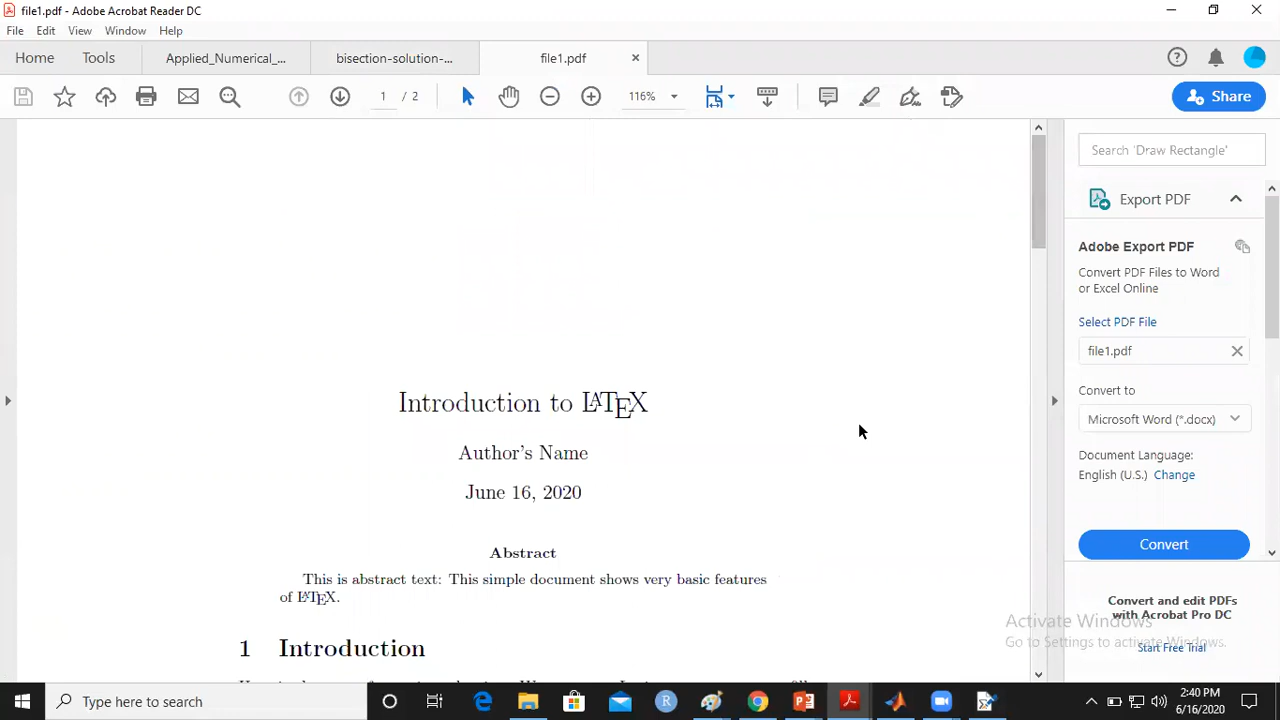 file1.pdf - Adobe Acrobat Reader DC
File Edit View Window Help
Home Tools Applied_Numerical_... bisection-solution-... file1.pdf
1 / 2 116% Share
Search 'Draw Rectangle'
Export PDF
Adobe Export PDF
Convert PDF Files to Word
or Excel Online
Select PDF File
file1.pdf
Convert to
Microsoft Word (*.docx)
Document Language:
English (U.S.) Change
Convert
Convert and edit PDFs
with Acrobat Pro DC
Start Free Trial
Introduction to LATEX
Author's Name
June 16, 2020
Abstract
This is abstract text: This simple document shows very basic features
of LATEX.
1 Introduction
Activate Windows
Go to Settings to activate Windows.
Type here to search
2:40 PM
6/16/2020